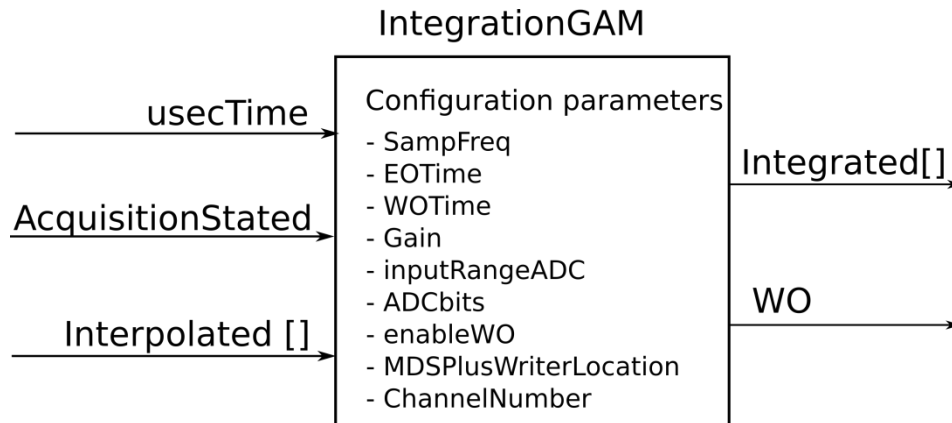 IntegrationGAM
usecTime
AcquisitionStated
Interpolated []
Configuration parameters
- SampFreq
- EOTime
- WOTime
- Gain
- inputRangeADC
- ADCbits
- enableWO
- MDSPlusWriterLocation
- ChannelNumber
Integrated[]
WO